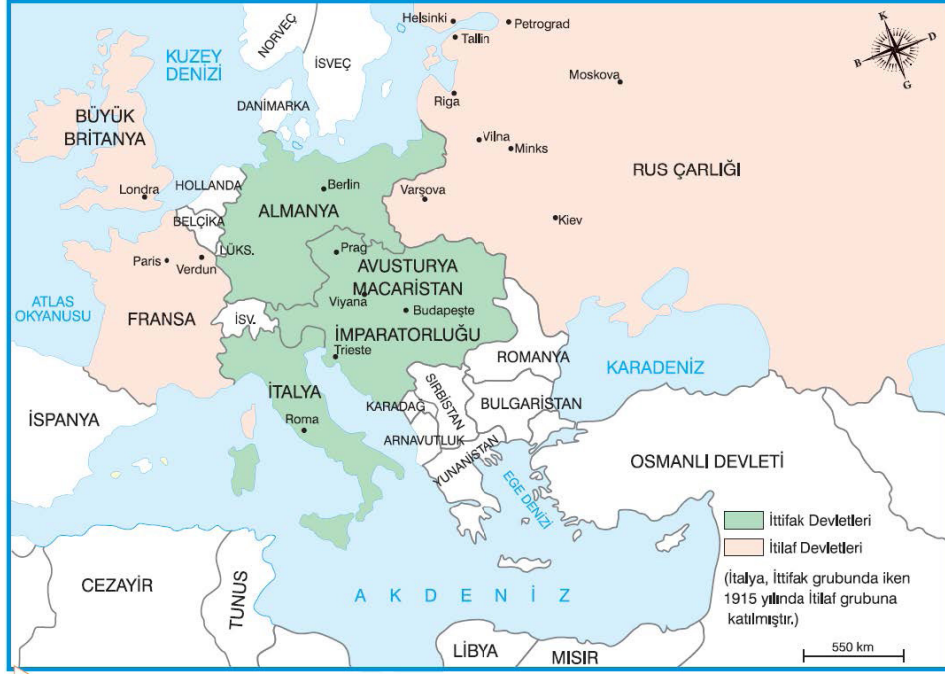 Helsinki
Petrograd
NORVEÇ
Tallin
İSVEÇ
KUZEY
DENİZİ
K
D
B
G
Moskova
Riga
DANİMARKA
BÜYÜK
BRİTANYA
Vilna
Minks
RUS ÇARLIĞI
Londra
HOLLANDA
Berlin
Varşova
ALMANYA
Kiev
BELÇİKA
LÜKS.
Prag
Paris
Verdun
AVUSTURYA
MACARİSTAN
Viyana
Budapeşte
ATLAS
OKYANUSU
FRANSA
İSV.
İMPARATORLUĞU
Trieste
ROMANYA
KARADENİZ
İTALYA
SIRBİSTAN
BULGARİSTAN
KARADAĞ
İSPANYA
Roma
ARNAVUTLUK
YUNANİSTAN
OSMANLI DEVLETİ
EGE DENİZİ
İttifak Devletleri
İtilaf Devletleri
(İtalya, İttifak grubunda iken
1915 yılında İtilaf grubuna
katılmıştır.)
CEZAYİR
TUNUS
AKDENİZ
LİBYA
MISIR
550 km